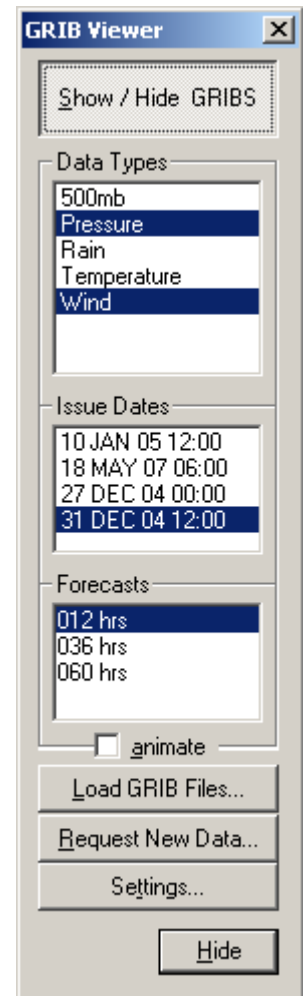 GRIB Viewer
Show / Hide GRIBS
Data Types
500mb
Pressure
Rain
Temperature
Wind
Issue Dates
10 JAN 05 12:00
18 MAY 07 06:00
27 DEC 04 00:00
31 DEC 04 12:00
Forecasts
012 hrs
036 hrs
060 hrs
animate
Load GRIB Files...
Request New Data...
Settings...
Hide